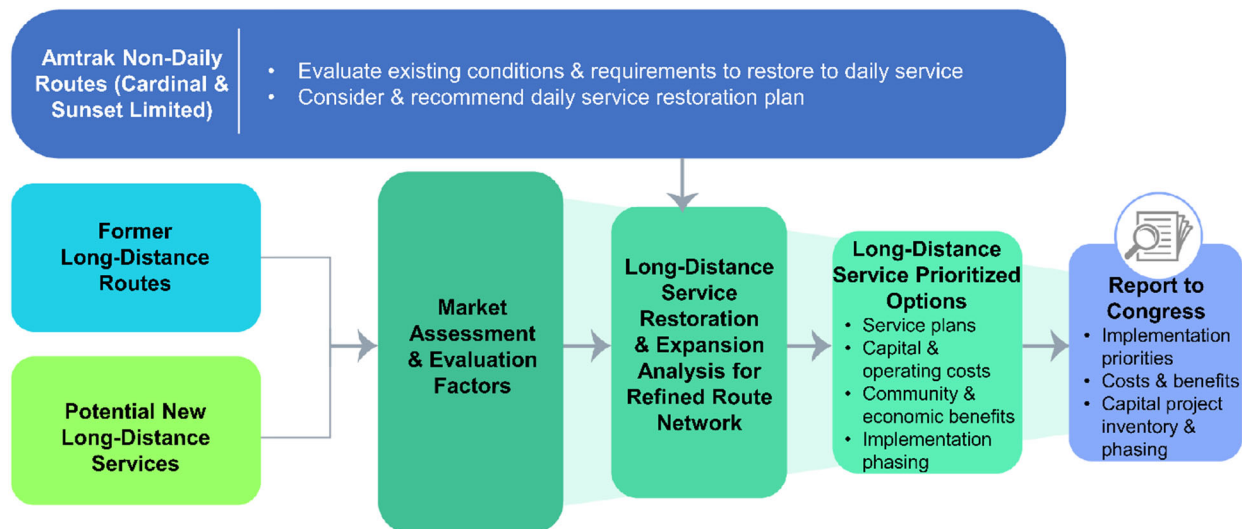 Amtrak Non-Daily
Routes (Cardinal &
Sunset Limited)
• Evaluate existing conditions & requirements to restore to daily service
• Consider & recommend daily service restoration plan
Former
Long-Distance
Routes
Potential New
Long-Distance
Services
Market
Assessment
& Evaluation
Factors
Long-Distance
Service
Restoration
& Expansion
Analysis for
Refined Route
Network
Long-Distance
Service Prioritized
Options
• Service plans
• Capital &
operating costs
• Community &
economic benefits
• Implementation
phasing
Report to
Congress
• Implementation
priorities
• Costs & benefits
• Capital project
inventory &
phasing